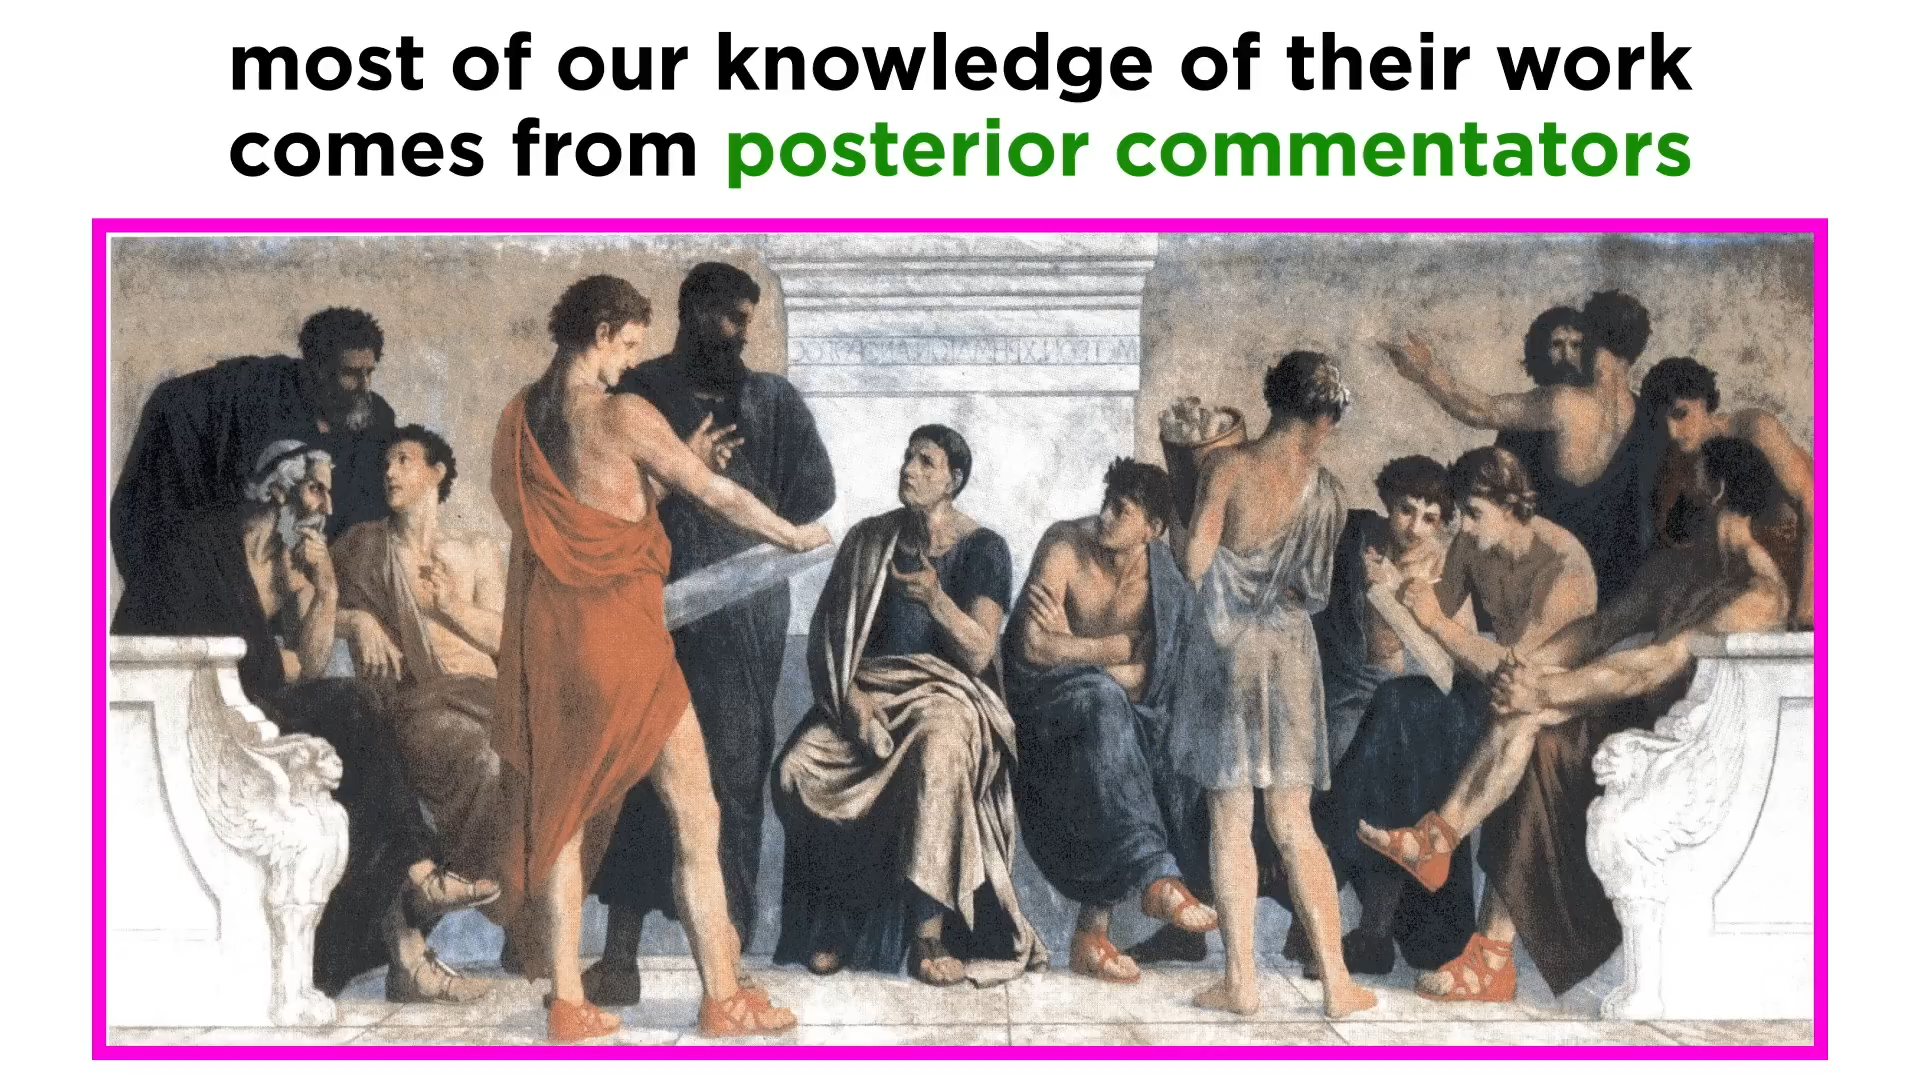 most of our knowledge of their work
comes from posterior commentators